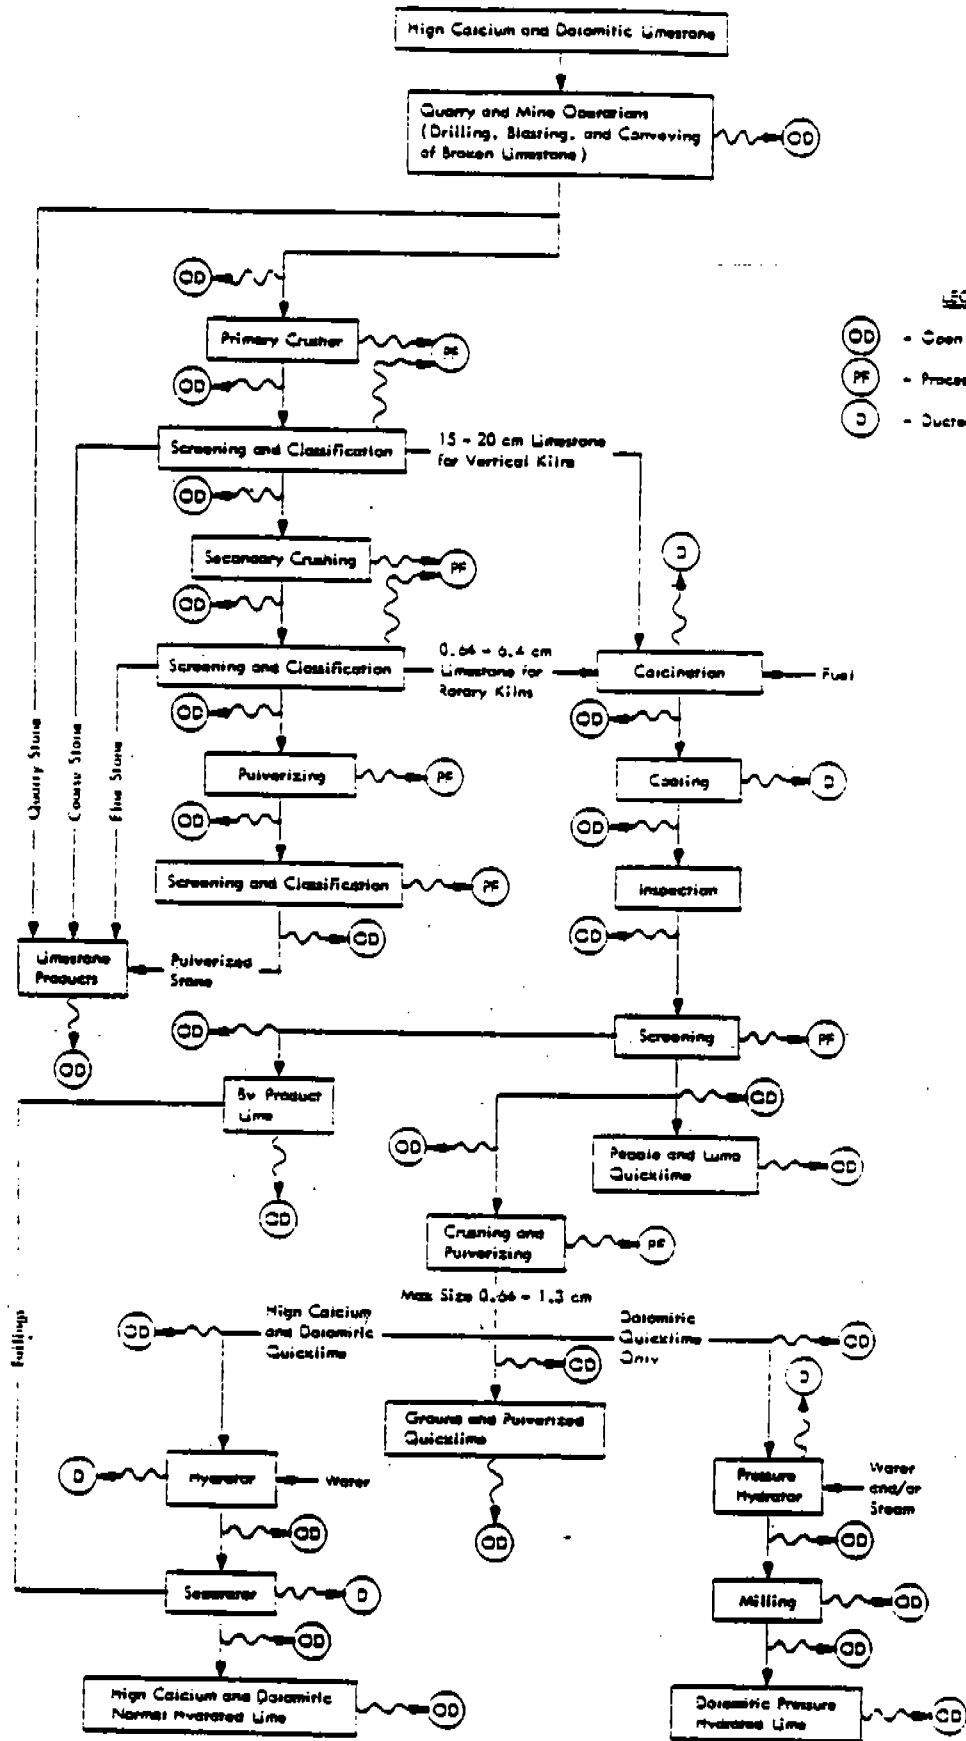 High Calcium and Dolomitic Limestone
Quarry and Mine Operations
(Drilling, Blasting, and Conveying
of Broken Limestone)
OD
OD
OD
Primary Crusher
PF
OD
- Open
PF
- Proces
D
- Ducte
OD
Screening and Classification
15 - 20 cm Limestone
for Vertical Kilns
OD
Secondary Crushing
PF
D
OD
Screening and Classification
0.64 - 6.4 cm
Limestone for
Rotary Kilns
Calcination
Fuel
OD
OD
Quarry Stone
Coarse Stone
Fine Stone
Pulverizing
PF
Cooling
D
OD
OD
Screening and Classification
PF
Inspection
OD
OD
Limestone
Products
Pulverized
Stone
OD
OD
Screening
PF
By Product
Lime
OD
OD
OD
Pebble and Lump
Quicklime
OD
OD
Crushing and
Pulverizing
PF
Max Size 0.64 - 1.3 cm
Tailings
OD
High Calcium
and Dolomitic
Quicklime
Dolomitic
Quicklime
Only
OD
OD
D
Ground and Pulverized
Quicklime
D
Hydrator
Water
Pressure
Hydrator
Water
and/or
Steam
OD
OD
OD
Separator
D
Milling
OD
OD
OD
High Calcium and Dolomitic
Normal Hydrated Lime
OD
Dolomitic Pressure
Hydrated Lime
OD